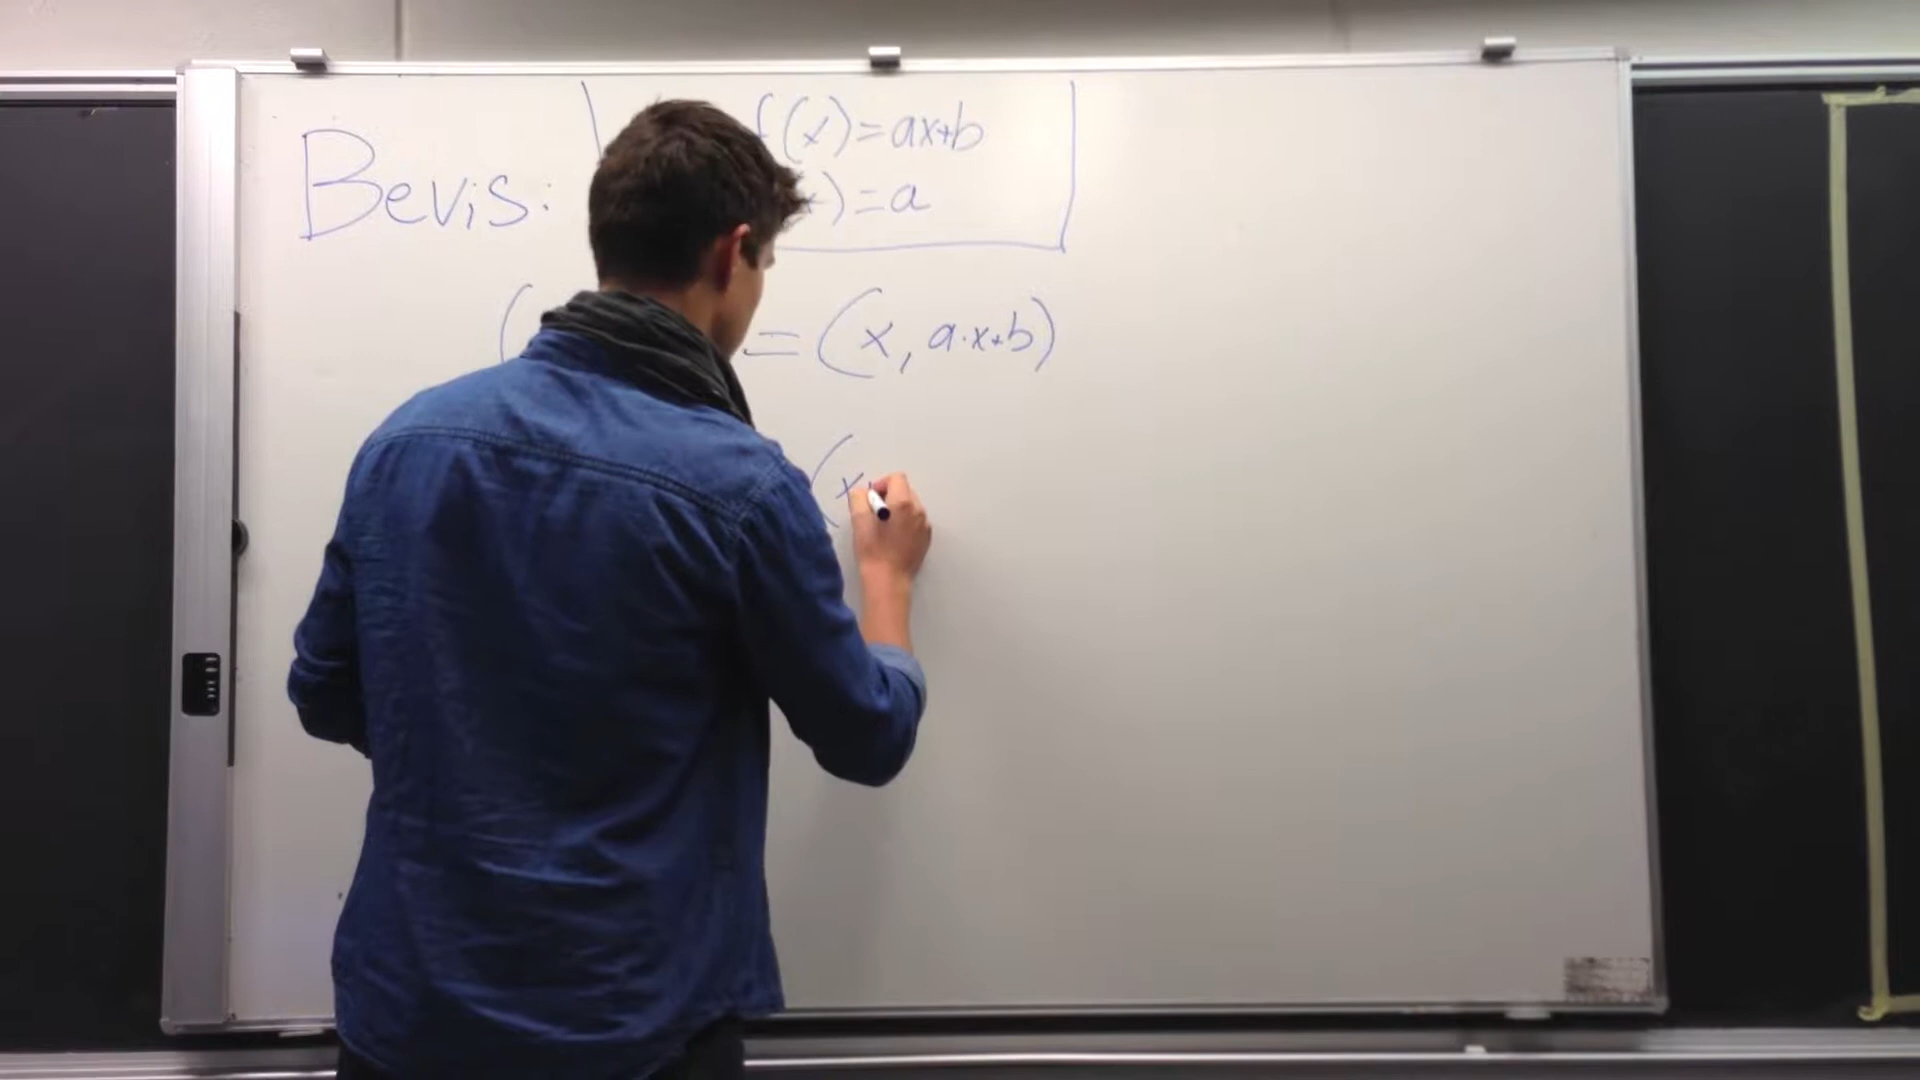 f(x)=ax+b
Bevis: )=a
( = (x, a·x+b)
(x